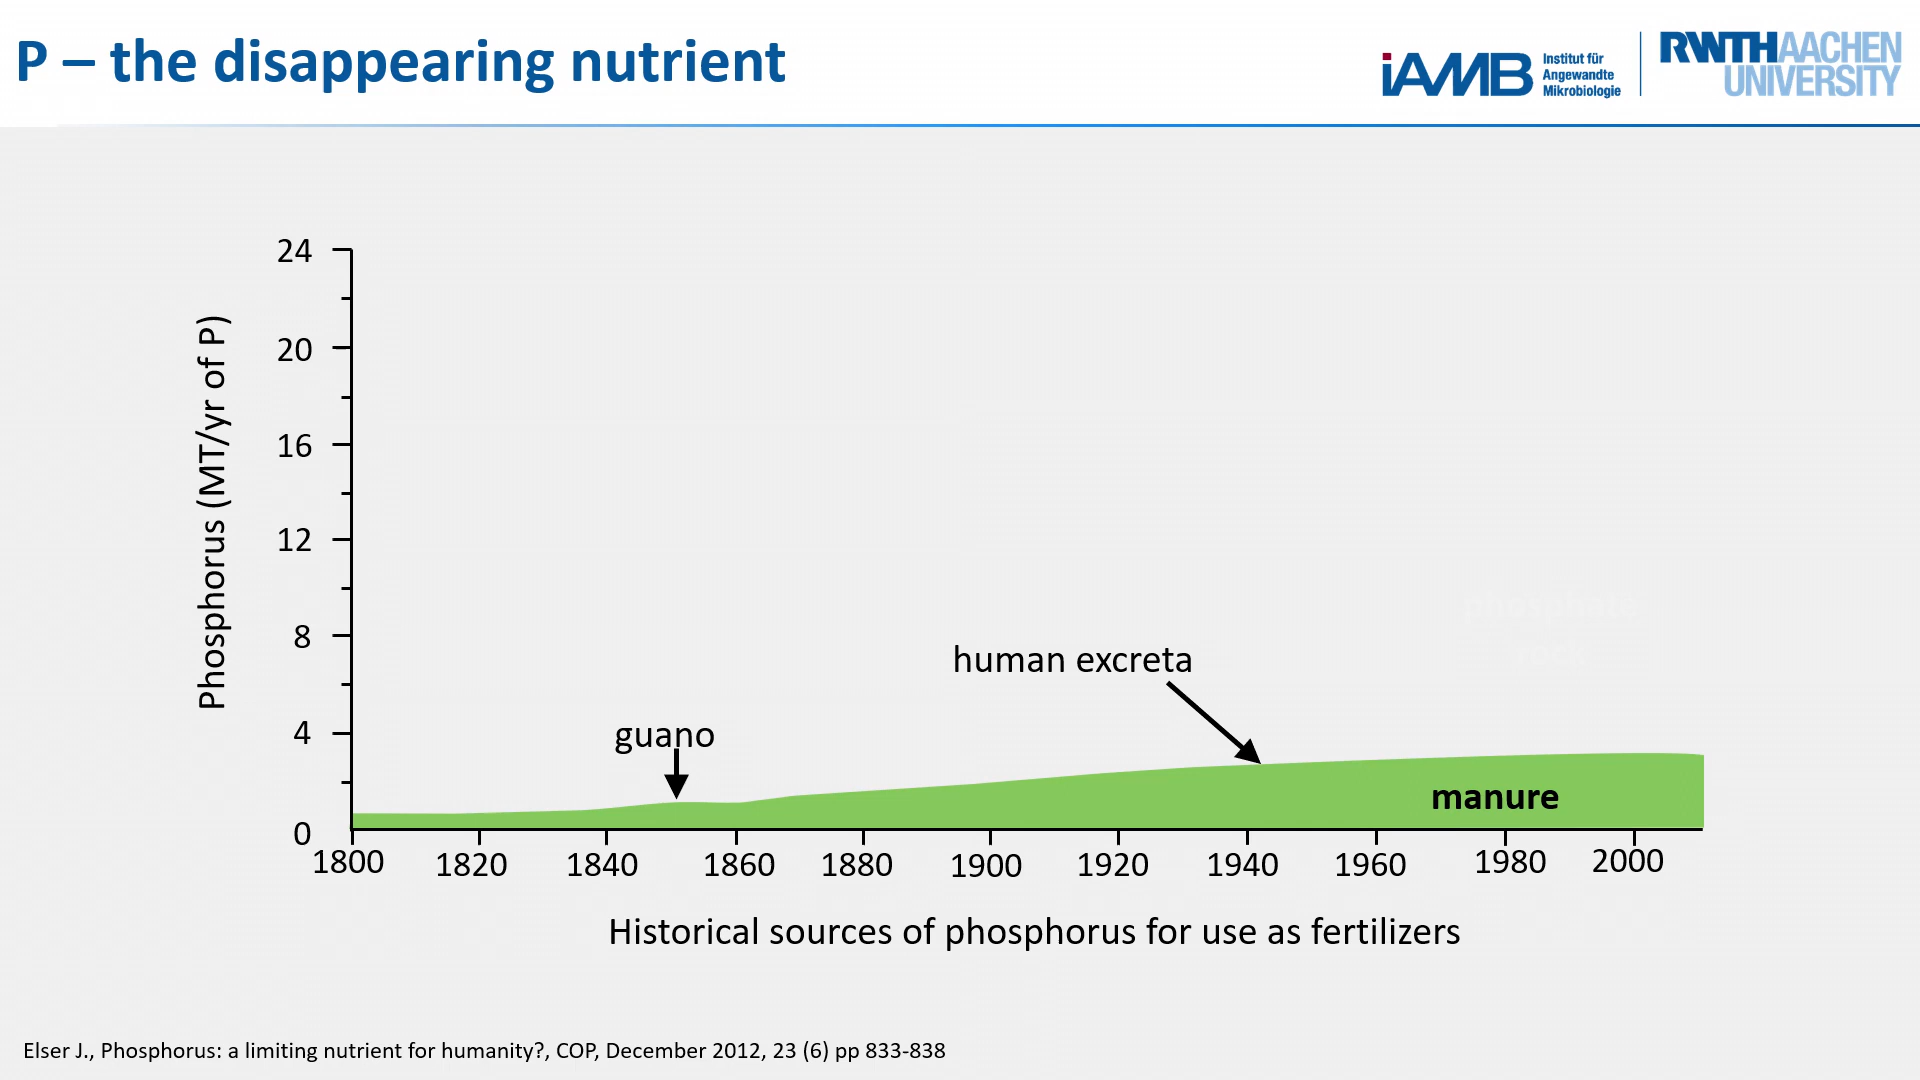 P – the disappearing nutrient
iAMB
Institut für
Angewandte
Mikrobiologie
RWTHAACHEN
UNIVERSITY
Phosphorus (MT/yr of P)
24
20
16
12
8
4
0
phosphate
rock
human excreta
guano
manure
1800 1820 1840 1860 1880 1900 1920 1940 1960 1980 2000
Historical sources of phosphorus for use as fertilizers
Elser J., Phosphorus: a limiting nutrient for humanity?, COP, December 2012, 23 (6) pp 833-838